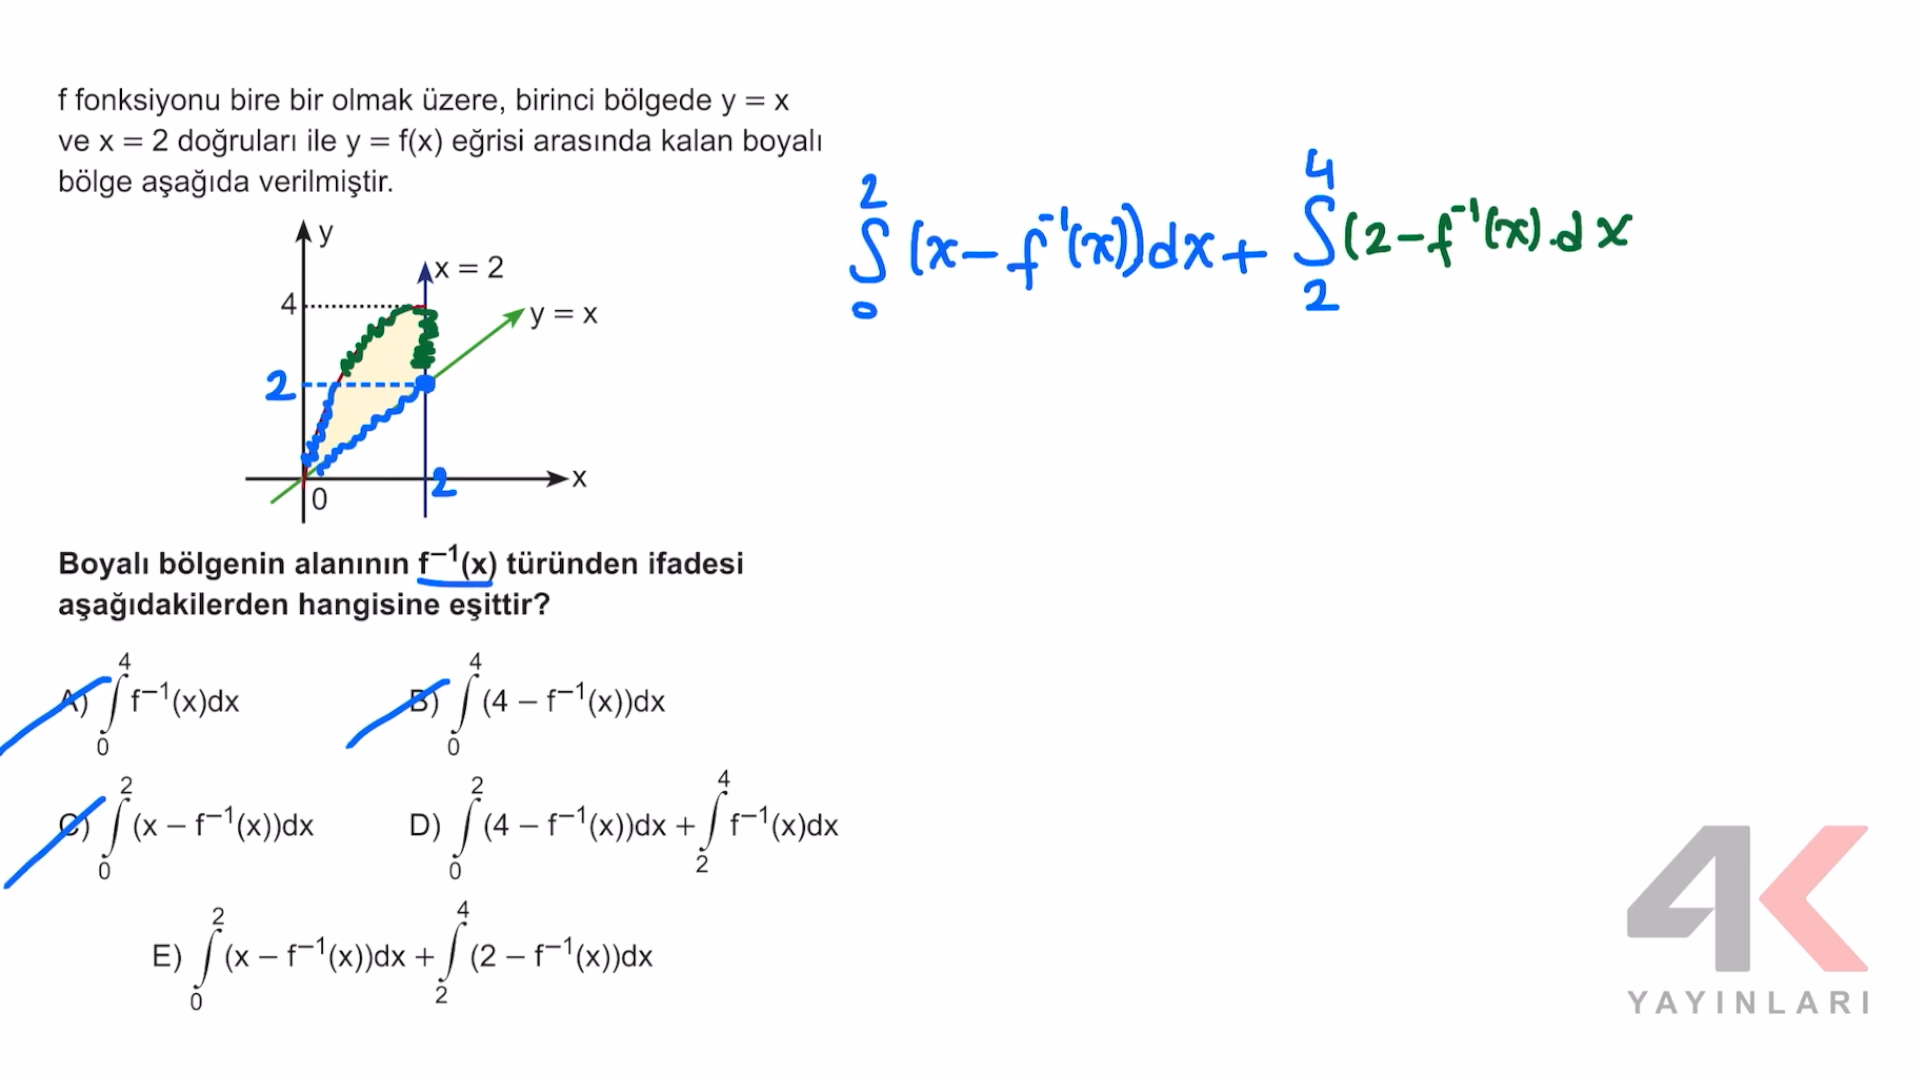 f fonksiyonu bire bir olmak üzere, birinci bölgede y = x
ve x = 2 doğruları ile y = f(x) eğrisi arasında kalan boyalı
bölge aşağıda verilmiştir.
y
x = 2
4
y = x
2
x
2
0
∫₀² (x – f⁻¹(x))dx + ∫₂⁴ (2 – f⁻¹(x).dx
Boyalı bölgenin alanının f⁻¹(x) türünden ifadesi
aşağıdakilerden hangisine eşittir?
A) ∫₀⁴ f⁻¹(x)dx B) ∫₀⁴ (4 – f⁻¹(x))dx
C) ∫₀² (x – f⁻¹(x))dx D) ∫₀² (4 – f⁻¹(x))dx + ∫₂⁴ f⁻¹(x)dx
E) ∫₀² (x – f⁻¹(x))dx + ∫₂⁴ (2 – f⁻¹(x))dx
4K
YAYINLARI